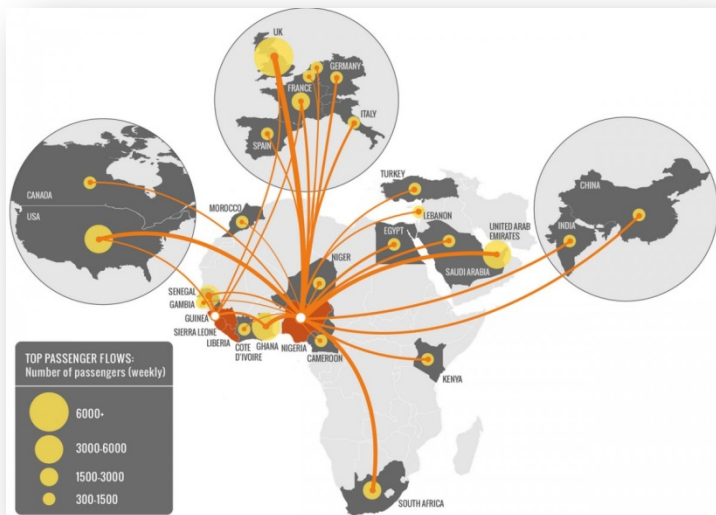 UK
GERMANY
FRANCE
ITALY
SPAIN
CANADA
USA
CHINA
INDIA
TURKEY
LEBANON
MOROCCO
EGYPT
UNITED ARAB
EMIRATES
SAUDI ARABIA
NIGER
SENEGAL
GAMBIA
GUINEA
SIERRA LEONE
LIBERIA
COTE
D'IVOIRE
GHANA
NIGERIA
CAMEROON
KENYA
SOUTH AFRICA
TOP PASSENGER FLOWS:
Number of passengers (weekly)
6000+
3000-6000
1500-3000
300-1500